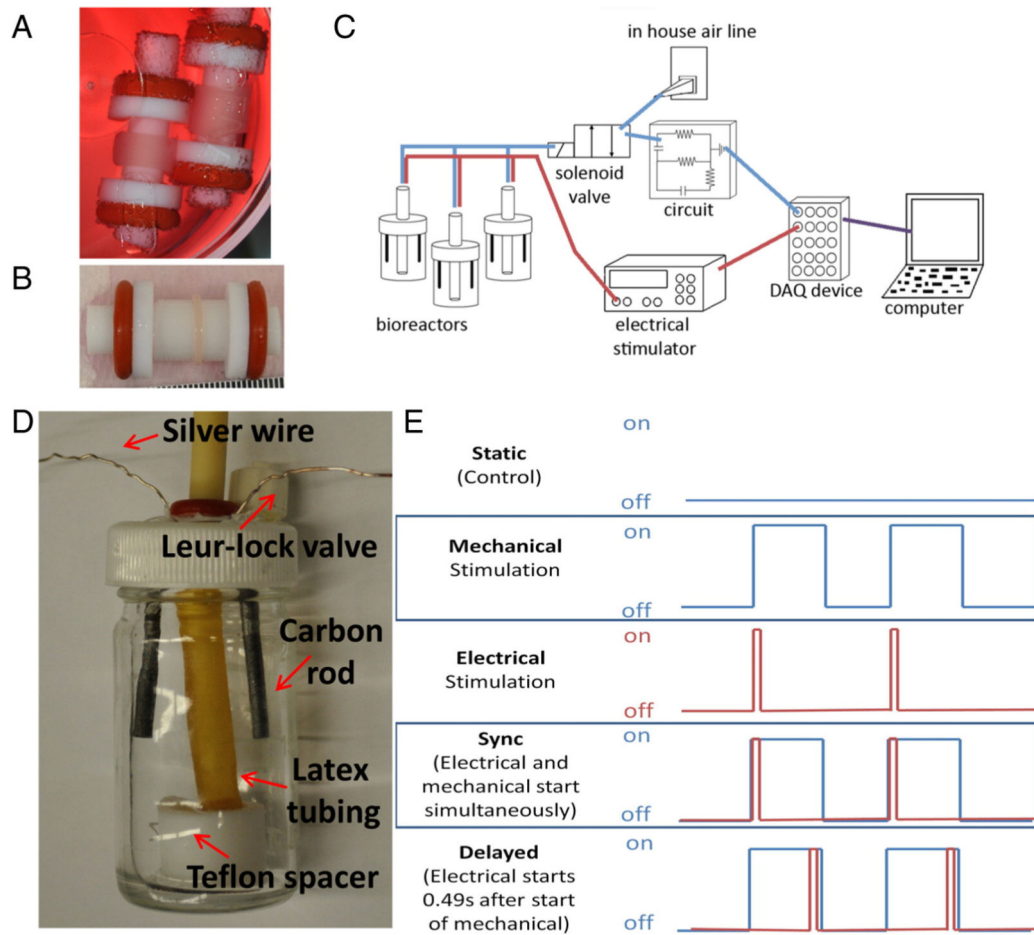 A
B
C
in house air line
solenoid
valve
circuit
bioreactors
electrical
stimulator
DAQ device
computer
D
Silver wire
Leur-lock valve
Carbon
rod
Latex
tubing
Teflon spacer
E
Static
(Control)
on
off
Mechanical
Stimulation
on
off
Electrical
Stimulation
on
off
Sync
(Electrical and
mechanical start
simultaneously)
on
off
Delayed
(Electrical starts
0.49s after start
of mechanical)
on
off